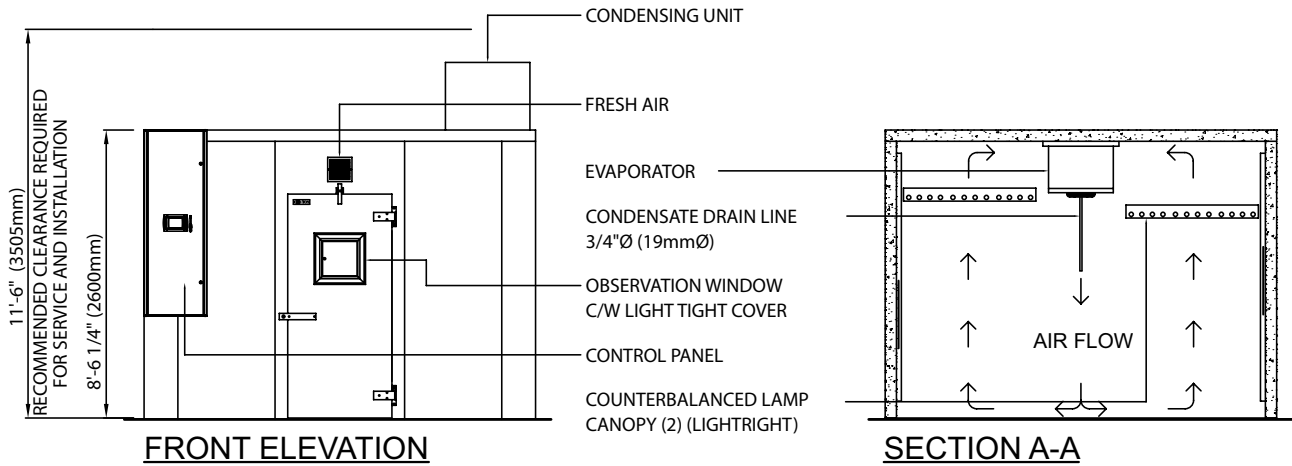 CONDENSING UNIT
FRESH AIR
EVAPORATOR
CONDENSATE DRAIN LINE
3/4"Ø (19mmØ)
OBSERVATION WINDOW
C/W LIGHT TIGHT COVER
CONTROL PANEL
COUNTERBALANCED LAMP
CANOPY (2) (LIGHTRIGHT)
11'-6" (3505mm)
RECOMMENDED CLEARANCE REQUIRED
FOR SERVICE AND INSTALLATION
8'-6 1/4" (2600mm)
AIR FLOW
FRONT ELEVATION
SECTION A-A